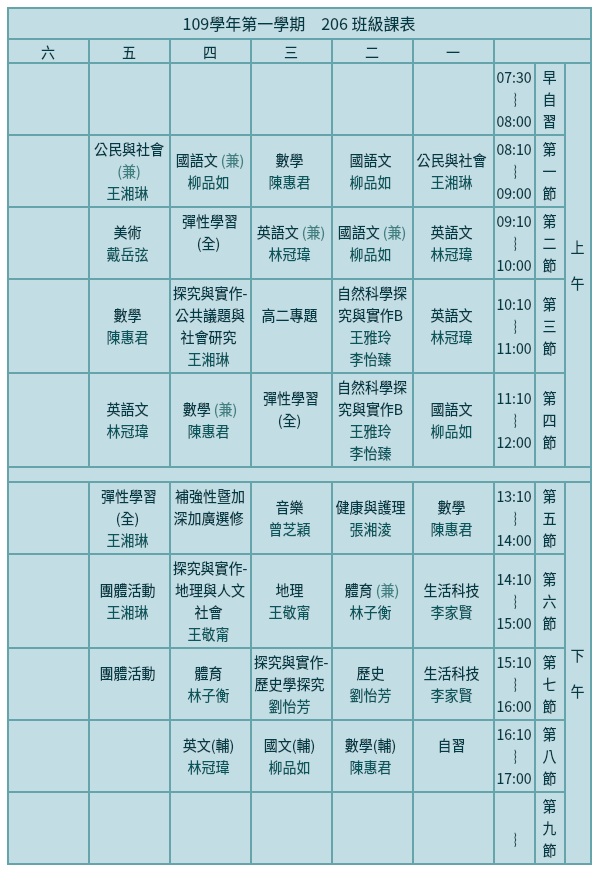 109學年第一學期　206 班級課表
六 五 四 三 二 一
07:30
｜
08:00
早
自
習
公民與社會
(兼)
王湘琳
國語文 (兼)
柳品如
數學
陳惠君
國語文
柳品如
公民與社會
王湘琳
08:10
｜
09:00
第
一
節
美術
戴岳弦
彈性學習
(全)
英語文 (兼)
林冠瑋
國語文 (兼)
柳品如
英語文
林冠瑋
09:10
｜
10:00
第
二
節
上
午
數學
陳惠君
探究與實作-
公共議題與
社會研究
王湘琳
高二專題
自然科學探
究與實作B
王雅玲
李怡臻
英語文
林冠瑋
10:10
｜
11:00
第
三
節
英語文
林冠瑋
數學 (兼)
陳惠君
彈性學習
(全)
自然科學探
究與實作B
王雅玲
李怡臻
國語文
柳品如
11:10
｜
12:00
第
四
節
彈性學習
(全)
王湘琳
補強性暨加
深加廣選修
音樂
曾芝穎
健康與護理
張湘淩
數學
陳惠君
13:10
｜
14:00
第
五
節
團體活動
王湘琳
探究與實作-
地理與人文
社會
王敬甯
地理
王敬甯
體育 (兼)
林子衡
生活科技
李家賢
14:10
｜
15:00
第
六
節
下
午
團體活動
體育
林子衡
探究與實作-
歷史學探究
劉怡芳
歷史
劉怡芳
生活科技
李家賢
15:10
｜
16:00
第
七
節
英文(輔)
林冠瑋
國文(輔)
柳品如
數學(輔)
陳惠君
自習
16:10
｜
17:00
第
八
節
｜
第
九
節